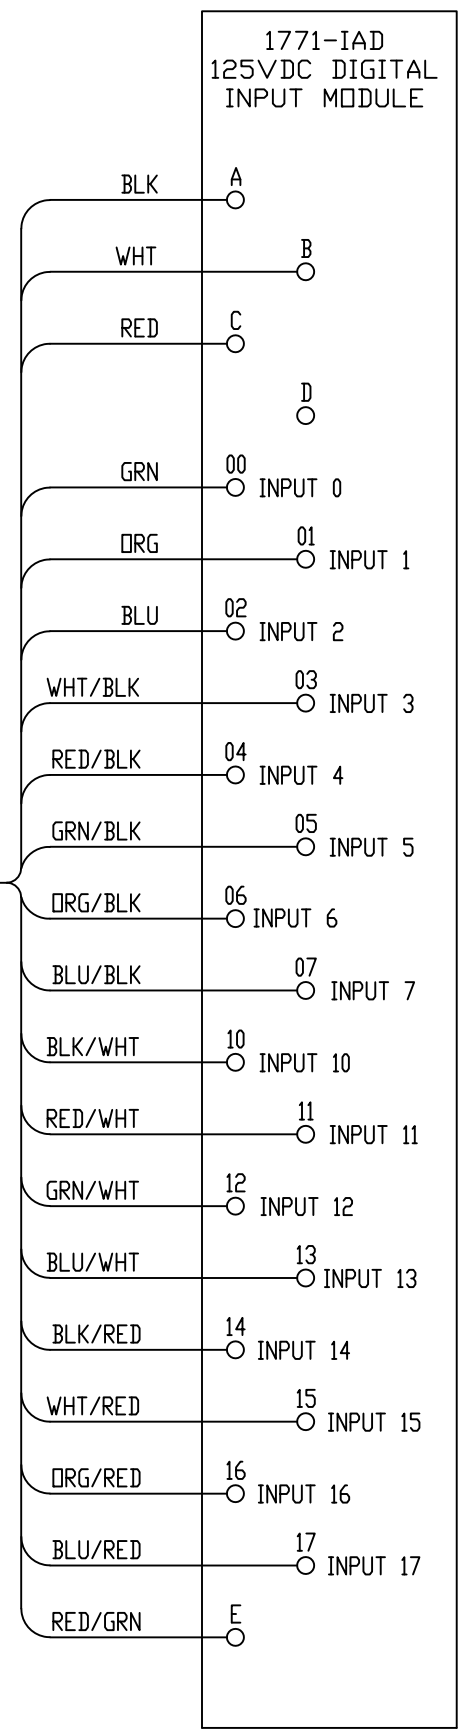 1771-IAD
125VDC DIGITAL
INPUT MODULE
BLK A
WHT B
RED C
D
GRN 00 INPUT 0
ORG 01 INPUT 1
BLU 02 INPUT 2
WHT/BLK 03 INPUT 3
RED/BLK 04 INPUT 4
GRN/BLK 05 INPUT 5
ORG/BLK 06 INPUT 6
BLU/BLK 07 INPUT 7
BLK/WHT 10 INPUT 10
RED/WHT 11 INPUT 11
GRN/WHT 12 INPUT 12
BLU/WHT 13 INPUT 13
BLK/RED 14 INPUT 14
WHT/RED 15 INPUT 15
ORG/RED 16 INPUT 16
BLU/RED 17 INPUT 17
RED/GRN E